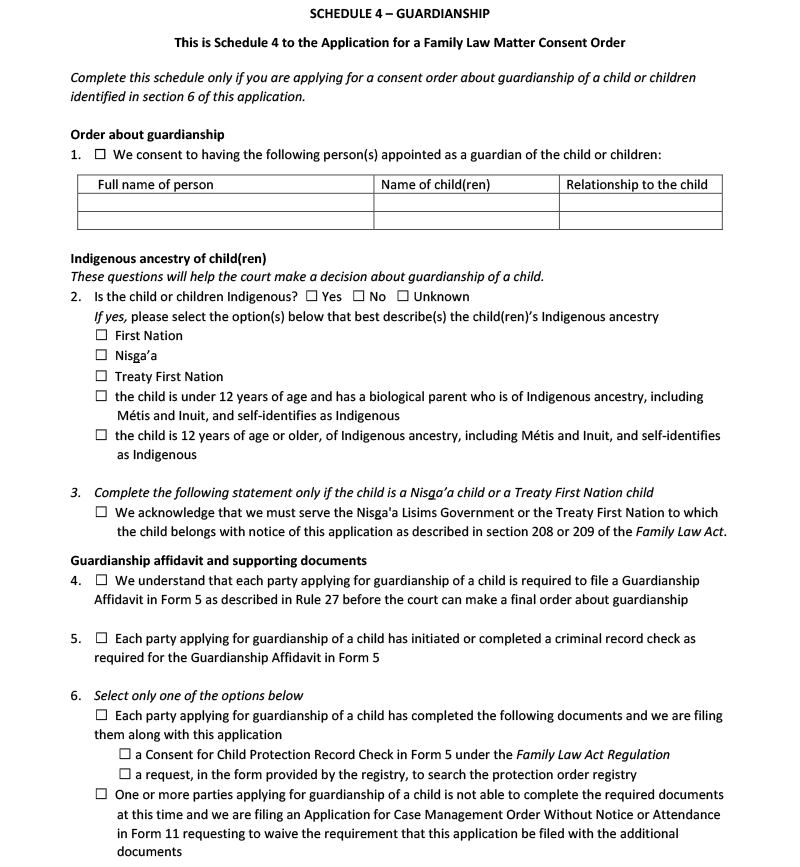 SCHEDULE 4 – GUARDIANSHIP
This is Schedule 4 to the Application for a Family Law Matter Consent Order
Complete this schedule only if you are applying for a consent order about guardianship of a child or children
identified in section 6 of this application.
Order about guardianship
1. ☐ We consent to having the following person(s) appointed as a guardian of the child or children:
Full name of person Name of child(ren) Relationship to the child
Indigenous ancestry of child(ren)
These questions will help the court make a decision about guardianship of a child.
2. Is the child or children Indigenous? ☐ Yes ☐ No ☐ Unknown
If yes, please select the option(s) below that best describe(s) the child(ren)’s Indigenous ancestry
☐ First Nation
☐ Nisg̲a’a
☐ Treaty First Nation
☐ the child is under 12 years of age and has a biological parent who is of Indigenous ancestry, including
Métis and Inuit, and self-identifies as Indigenous
☐ the child is 12 years of age or older, of Indigenous ancestry, including Métis and Inuit, and self-identifies
as Indigenous
3. Complete the following statement only if the child is a Nisg̲a’a child or a Treaty First Nation child
☐ We acknowledge that we must serve the Nisg̲a'a Lisims Government or the Treaty First Nation to which
the child belongs with notice of this application as described in section 208 or 209 of the Family Law Act.
Guardianship affidavit and supporting documents
4. ☐ We understand that each party applying for guardianship of a child is required to file a Guardianship
Affidavit in Form 5 as described in Rule 27 before the court can make a final order about guardianship
5. ☐ Each party applying for guardianship of a child has initiated or completed a criminal record check as
required for the Guardianship Affidavit in Form 5
6. Select only one of the options below
☐ Each party applying for guardianship of a child has completed the following documents and we are filing
them along with this application
☐ a Consent for Child Protection Record Check in Form 5 under the Family Law Act Regulation
☐ a request, in the form provided by the registry, to search the protection order registry
☐ One or more parties applying for guardianship of a child is not able to complete the required documents
at this time and we are filing an Application for Case Management Order Without Notice or Attendance
in Form 11 requesting to waive the requirement that this application be filed with the additional
documents